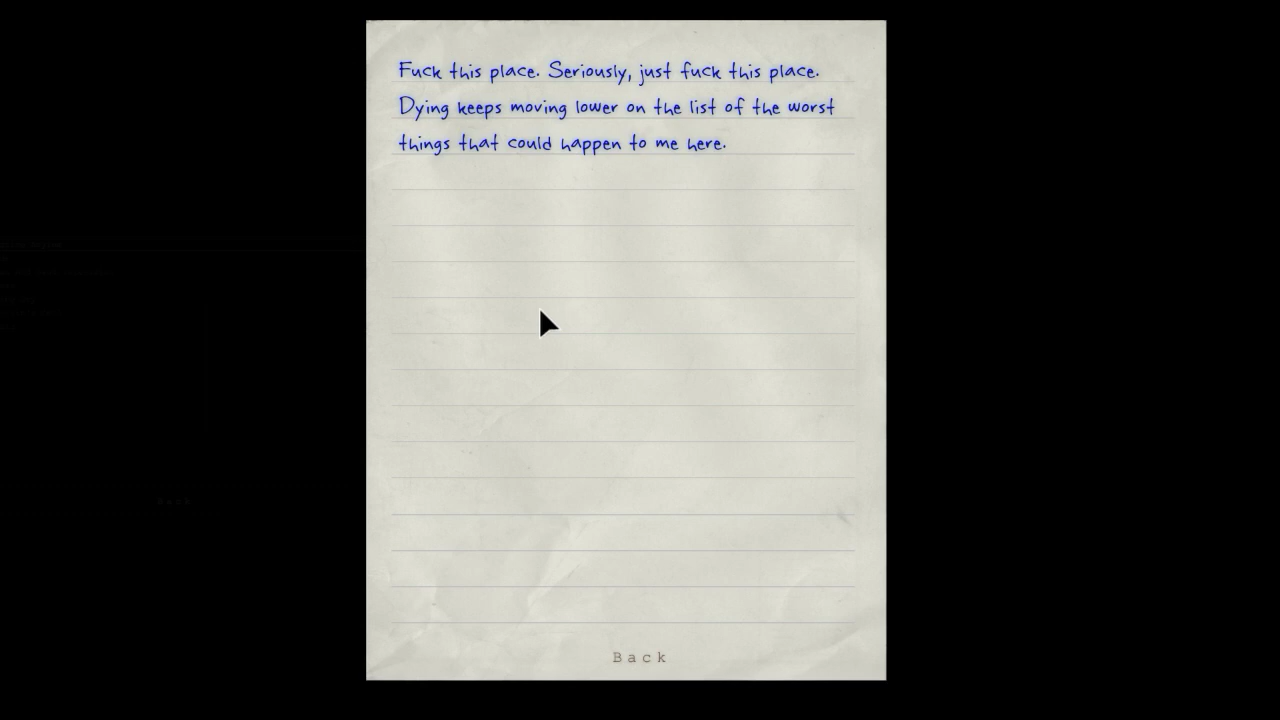 Fuck this place. Seriously, just fuck this place.
Dying keeps moving lower on the list of the worst
things that could happen to me here.
Back